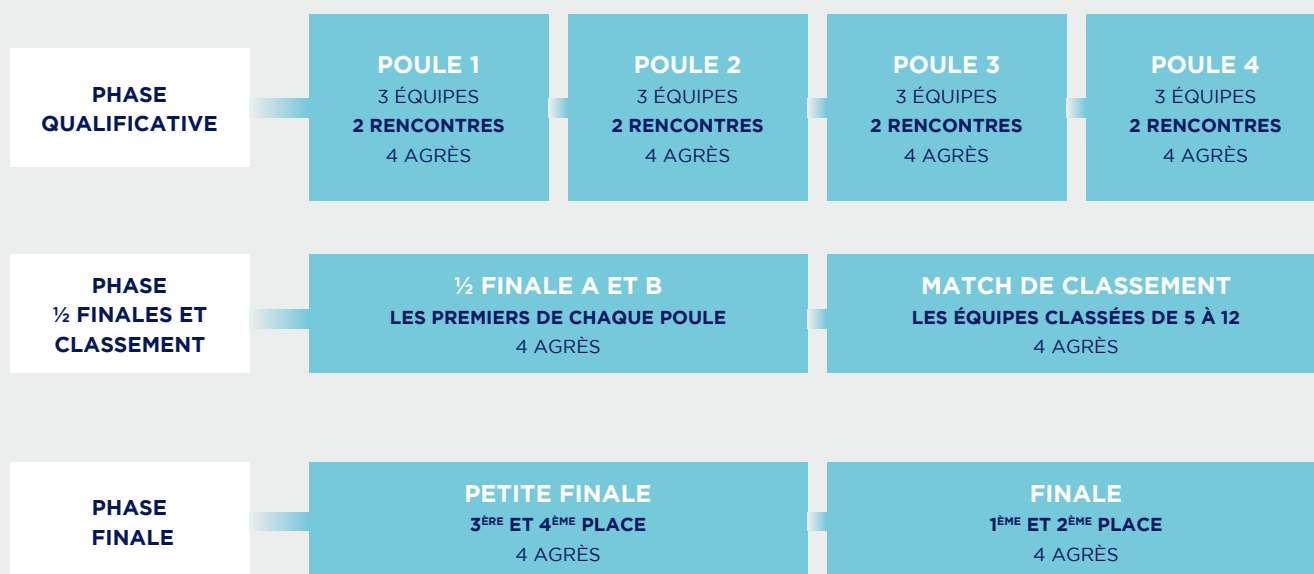 PHASE
QUALIFICATIVE
POULE 1
3 ÉQUIPES
2 RENCONTRES
4 AGRÈS
POULE 2
3 ÉQUIPES
2 RENCONTRES
4 AGRÈS
POULE 3
3 ÉQUIPES
2 RENCONTRES
4 AGRÈS
POULE 4
3 ÉQUIPES
2 RENCONTRES
4 AGRÈS
PHASE
½ FINALES ET
CLASSEMENT
½ FINALE A ET B
LES PREMIERS DE CHAQUE POULE
4 AGRÈS
MATCH DE CLASSEMENT
LES ÉQUIPES CLASSÉES DE 5 À 12
4 AGRÈS
PHASE
FINALE
PETITE FINALE
3ÈRE ET 4ÈME PLACE
4 AGRÈS
FINALE
1ÈME ET 2ÈME PLACE
4 AGRÈS